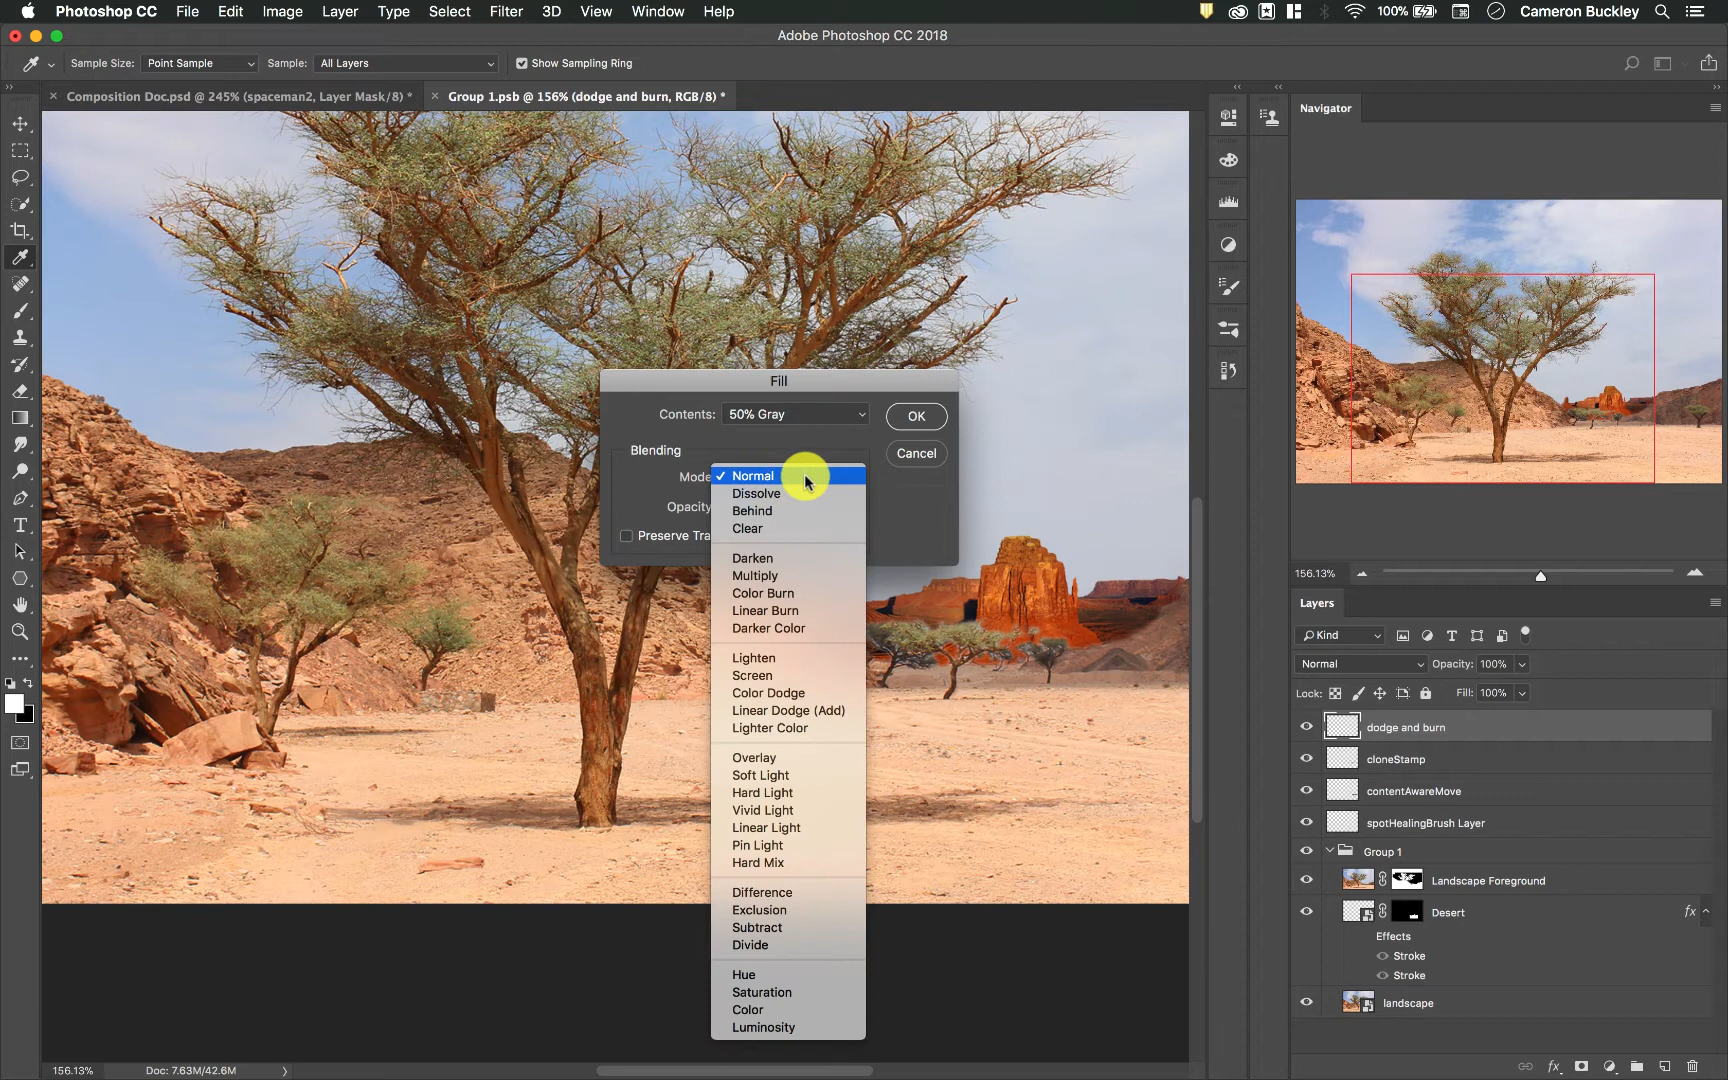 Photoshop CC File Edit Image Layer Type Select Filter 3D View Window Help 100% Cameron Buckley
Adobe Photoshop CC 2018
Sample Size: Point Sample Sample: All Layers Show Sampling Ring
Composition Doc.psd @ 245% (spaceman2, Layer Mask/8) * Group 1.psb @ 156% (dodge and burn, RGB/8) *
Navigator
Fill
Contents: 50% Gray OK
Blending
Cancel
Mode Normal
Dissolve
Opacity
Behind
Clear
Preserve Tra
Darken
Multiply
Color Burn
Linear Burn
Darker Color
Lighten
Screen
Color Dodge
Linear Dodge (Add)
Lighter Color
Overlay
Soft Light
Hard Light
Vivid Light
Linear Light
Pin Light
Hard Mix
Difference
Exclusion
Subtract
Divide
Hue
Saturation
Color
Luminosity
156.13%
Layers
Kind
Normal Opacity: 100%
Lock: Fill: 100%
dodge and burn
cloneStamp
contentAwareMove
spotHealingBrush Layer
Group 1
Landscape Foreground
Desert fx
Effects
Stroke
Stroke
landscape
156.13% Doc: 7.63M/42.6M
fx